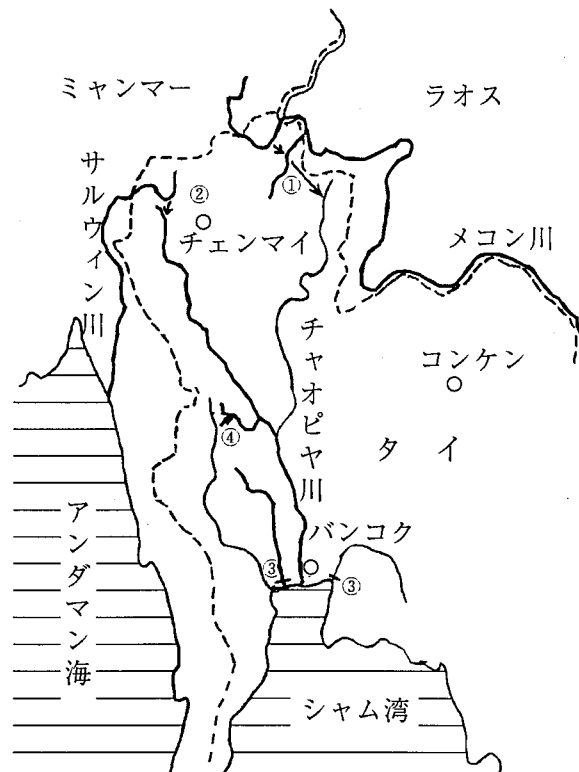 ミャンマー
ラオス
サルウィン川
①
②
チェンマイ
メコン川
チャオピヤ川
コンケン
④
タイ
アンダマン海
バンコク
③
③
シャム湾